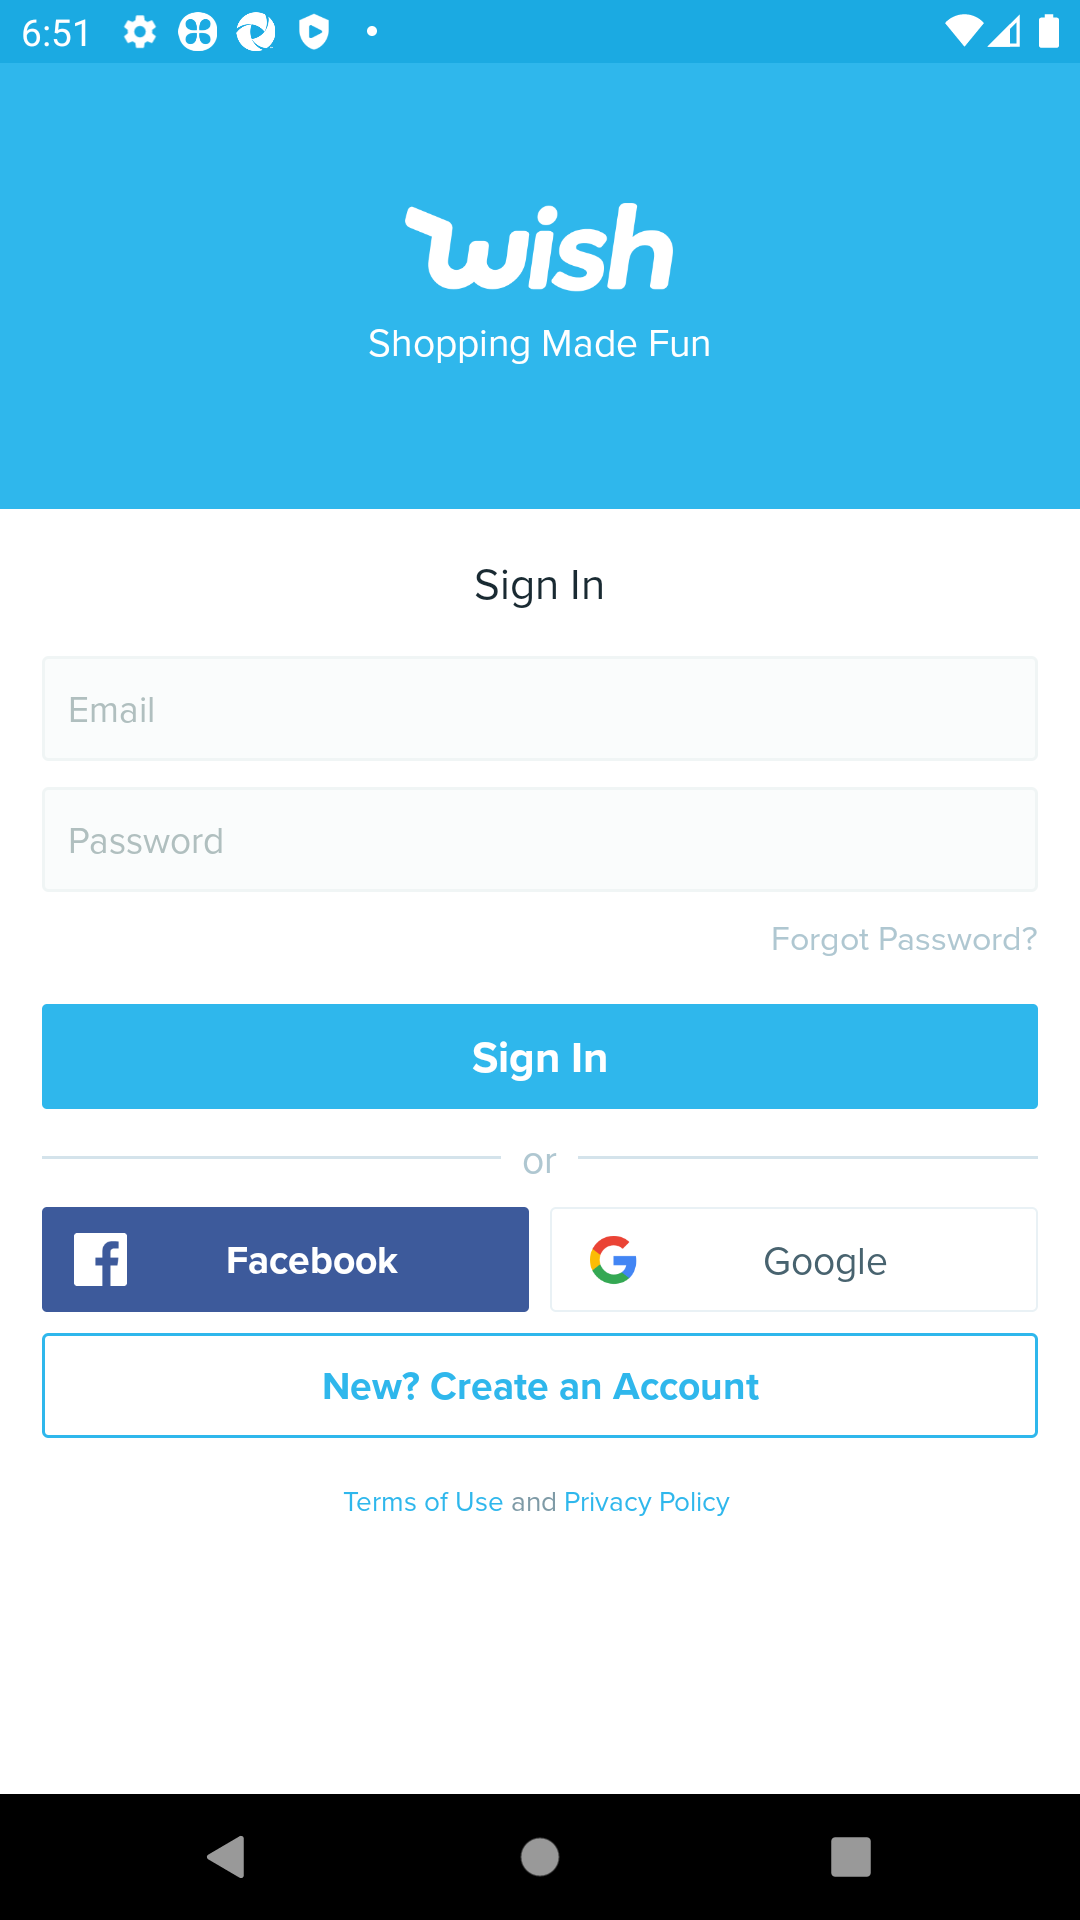 6:51
wish
Shopping Made Fun
Sign In
Email
Password
Forgot Password?
Sign In
or
Facebook
Google
New? Create an Account
Terms of Use and Privacy Policy